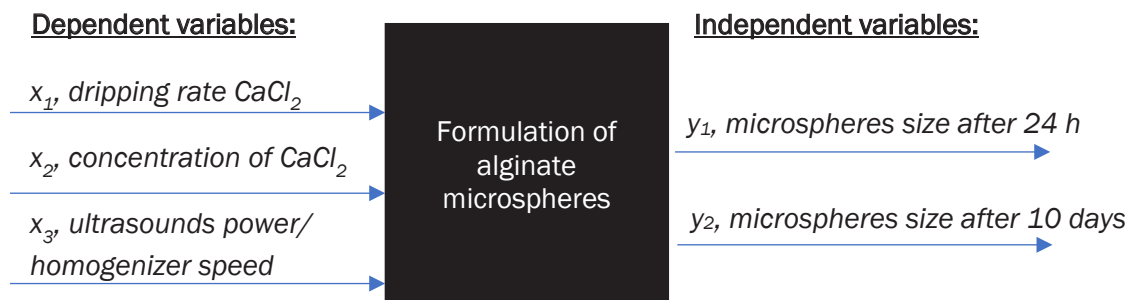 Dependent variables:
x₁, dripping rate CaCl₂
x₂, concentration of CaCl₂
x₃, ultrasounds power/
homogenizer speed
Formulation of
alginate
microspheres
Independent variables:
y₁, microspheres size after 24 h
y₂, microspheres size after 10 days